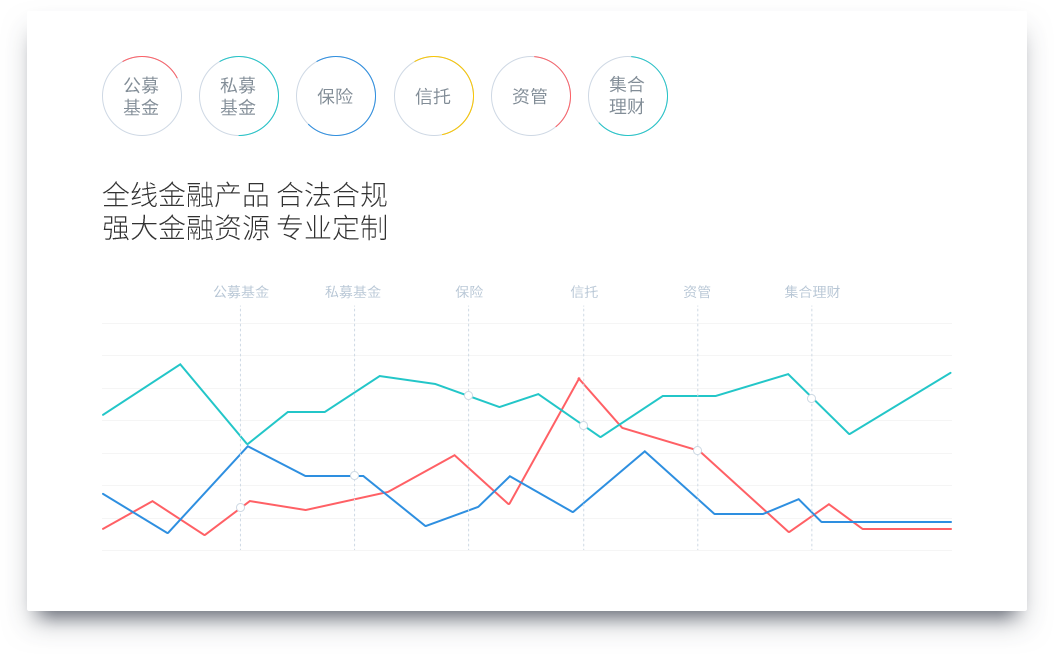 公募
基金
私募
基金
保险
信托
资管
集合
理财
全线金融产品 合法合规
强大金融资源 专业定制
公募基金 私募基金 保险 信托 资管 集合理财